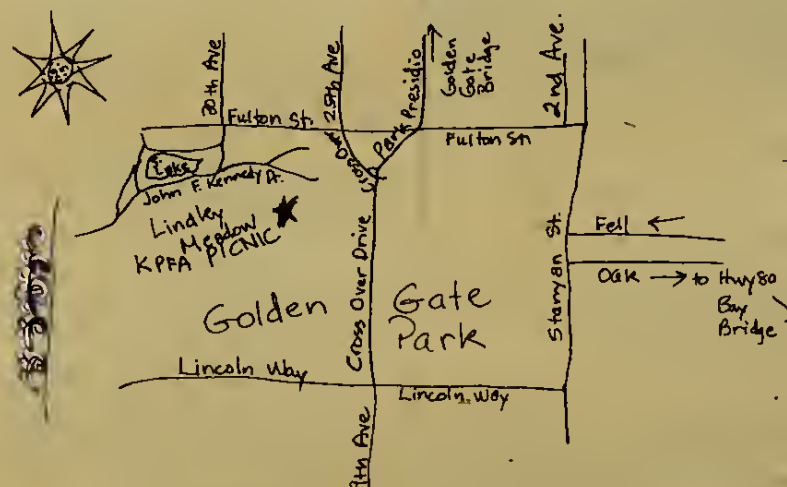 30th Ave
25th Ave
Park Presidio
Golden
Gate
Bridge
2nd Ave.
Fulton St.
Fulton St.
Cross Over
Lake
John F. Kennedy Dr.
Lindley
Meadow
KPFA PICNIC
Cross Over Drive
Stanyan St.
Fell
Oak → to Hwy 80
Bay
Bridge
Golden Gate
Park
Lincoln Way
Lincoln Way
9th Ave